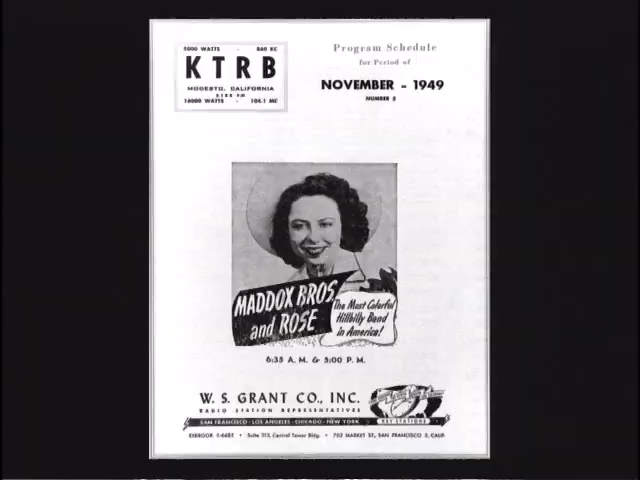 5000 WATTS - 860 KC
KTRB
MODESTO, CALIFORNIA
14000 WATTS - 104.1 MC
Program Schedule
for Period of
NOVEMBER - 1949
NUMBER 3
MADDOX BROS.
and ROSE
The Most Colorful
Hillbilly Band
in America!
6:35 A. M. & 5:00 P. M.
W. S. GRANT CO., INC.
RADIO STATION REPRESENTATIVES
SAN FRANCISCO · LOS ANGELES · CHICAGO · NEW YORK
KEY STATIONS
Suite 313, Central Tower Bldg. • 703 MARKET ST., SAN FRANCISCO 3, CALIF.